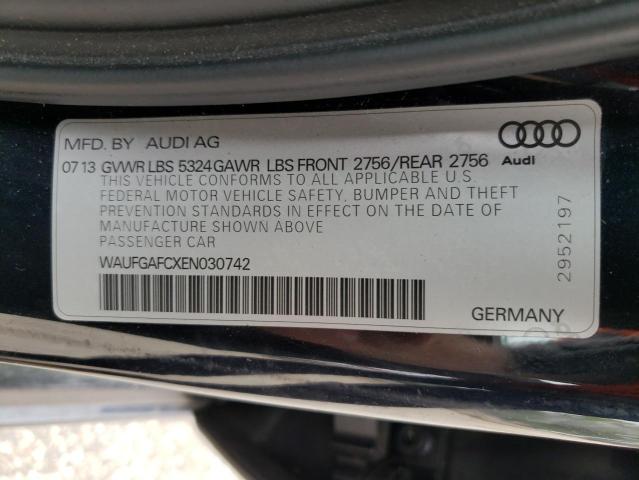 MFD. BY AUDI AG
07 13 GVWR LBS 5324 GAWR LBS FRONT 2756/REAR 2756
Audi
THIS VEHICLE CONFORMS TO ALL APPLICABLE U.S.
FEDERAL MOTOR VEHICLE SAFETY, BUMPER AND THEFT
PREVENTION STANDARDS IN EFFECT ON THE DATE OF
MANUFACTURE SHOWN ABOVE
PASSENGER CAR
WAUFGAFCXEN030742
GERMANY
2952197